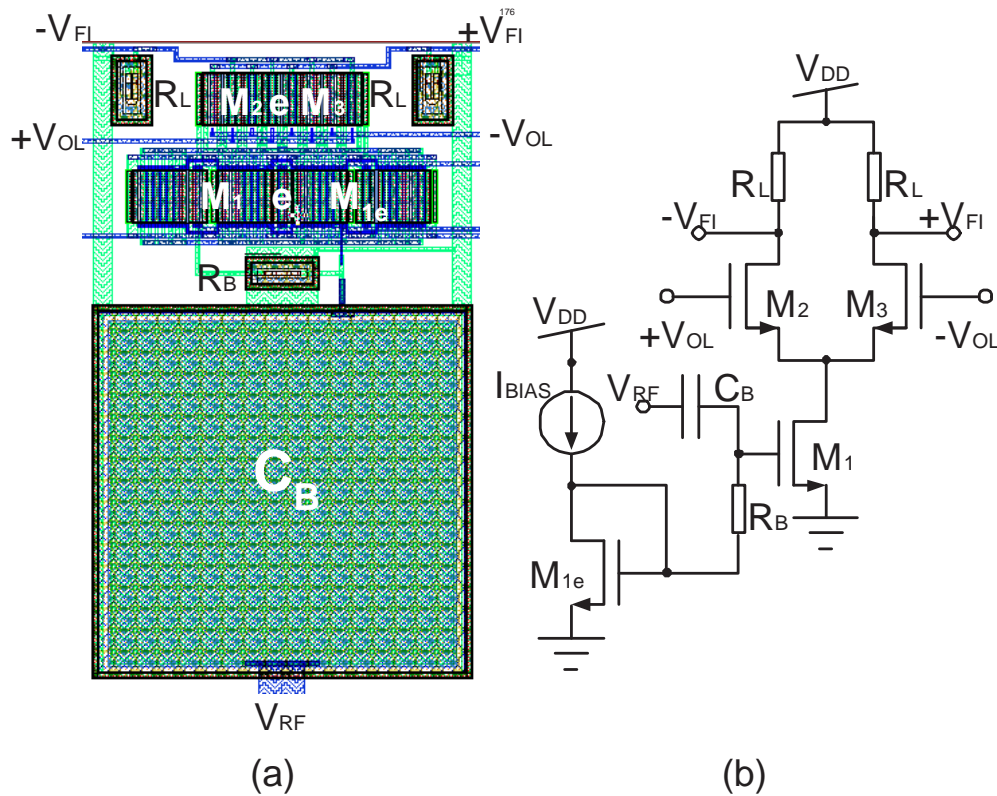 -VFI
176
+VFI
RL
M2 e M3
RL
+VOL
-VOL
M1 e M1e
RB
CB
VRF
(a)
VDD
RL
RL
-VFI
+VFI
M2
M3
+VOL
-VOL
VDD
IBIAS
VRF
CB
M1
RB
M1e
(b)